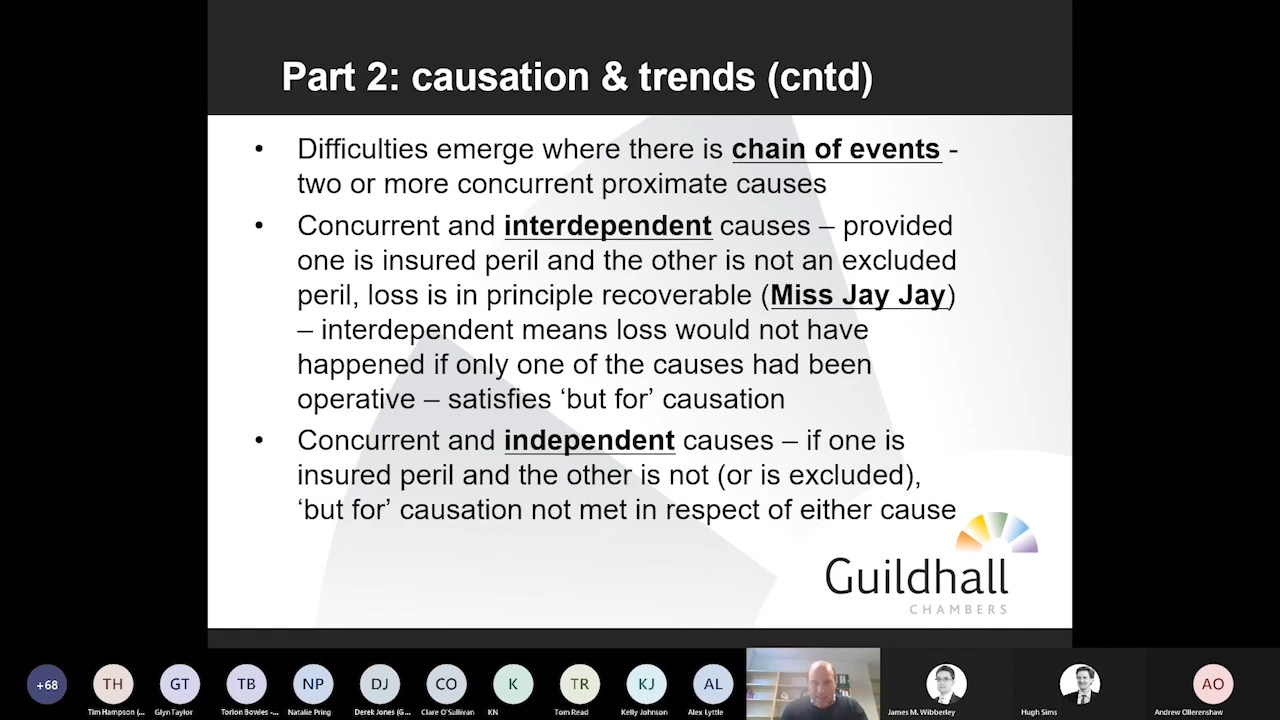 Part 2: causation & trends (cntd)
• Difficulties emerge where there is chain of events -
two or more concurrent proximate causes
• Concurrent and interdependent causes – provided
one is insured peril and the other is not an excluded
peril, loss is in principle recoverable (Miss Jay Jay)
– interdependent means loss would not have
happened if only one of the causes had been
operative – satisfies ‘but for’ causation
• Concurrent and independent causes – if one is
insured peril and the other is not (or is excluded),
‘but for’ causation not met in respect of either cause
Guildhall
CHAMBERS
+68 TH GT TB NP DJ CO K TR KJ AL AO
Tim Hampson (... Glyn Taylor Torion Bowles -... Natalie Pring Derek Jones (G... Clare O'Sullivan KN Tom Read Kelly Johnson Alex Lyttle James M. Wibberley Hugh Sims Andrew Ollerenshaw